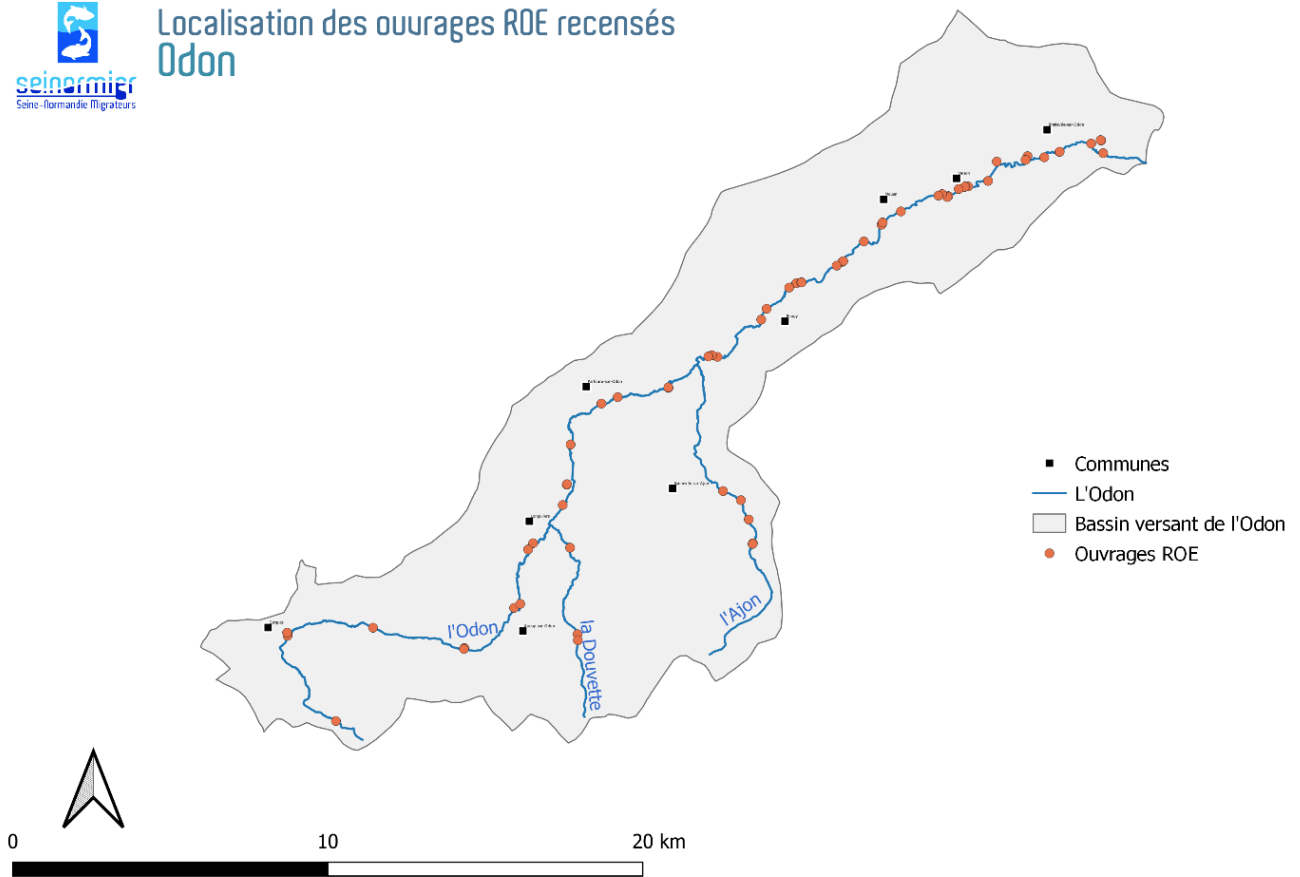 Localisation des ouvrages ROE recensés
Odon
seinormigr
Seine-Normandie Migrateurs
Communes
L'Odon
Bassin versant de l'Odon
Ouvrages ROE
l'Odon
la Douvette
l'Ajon
0 10 20 km